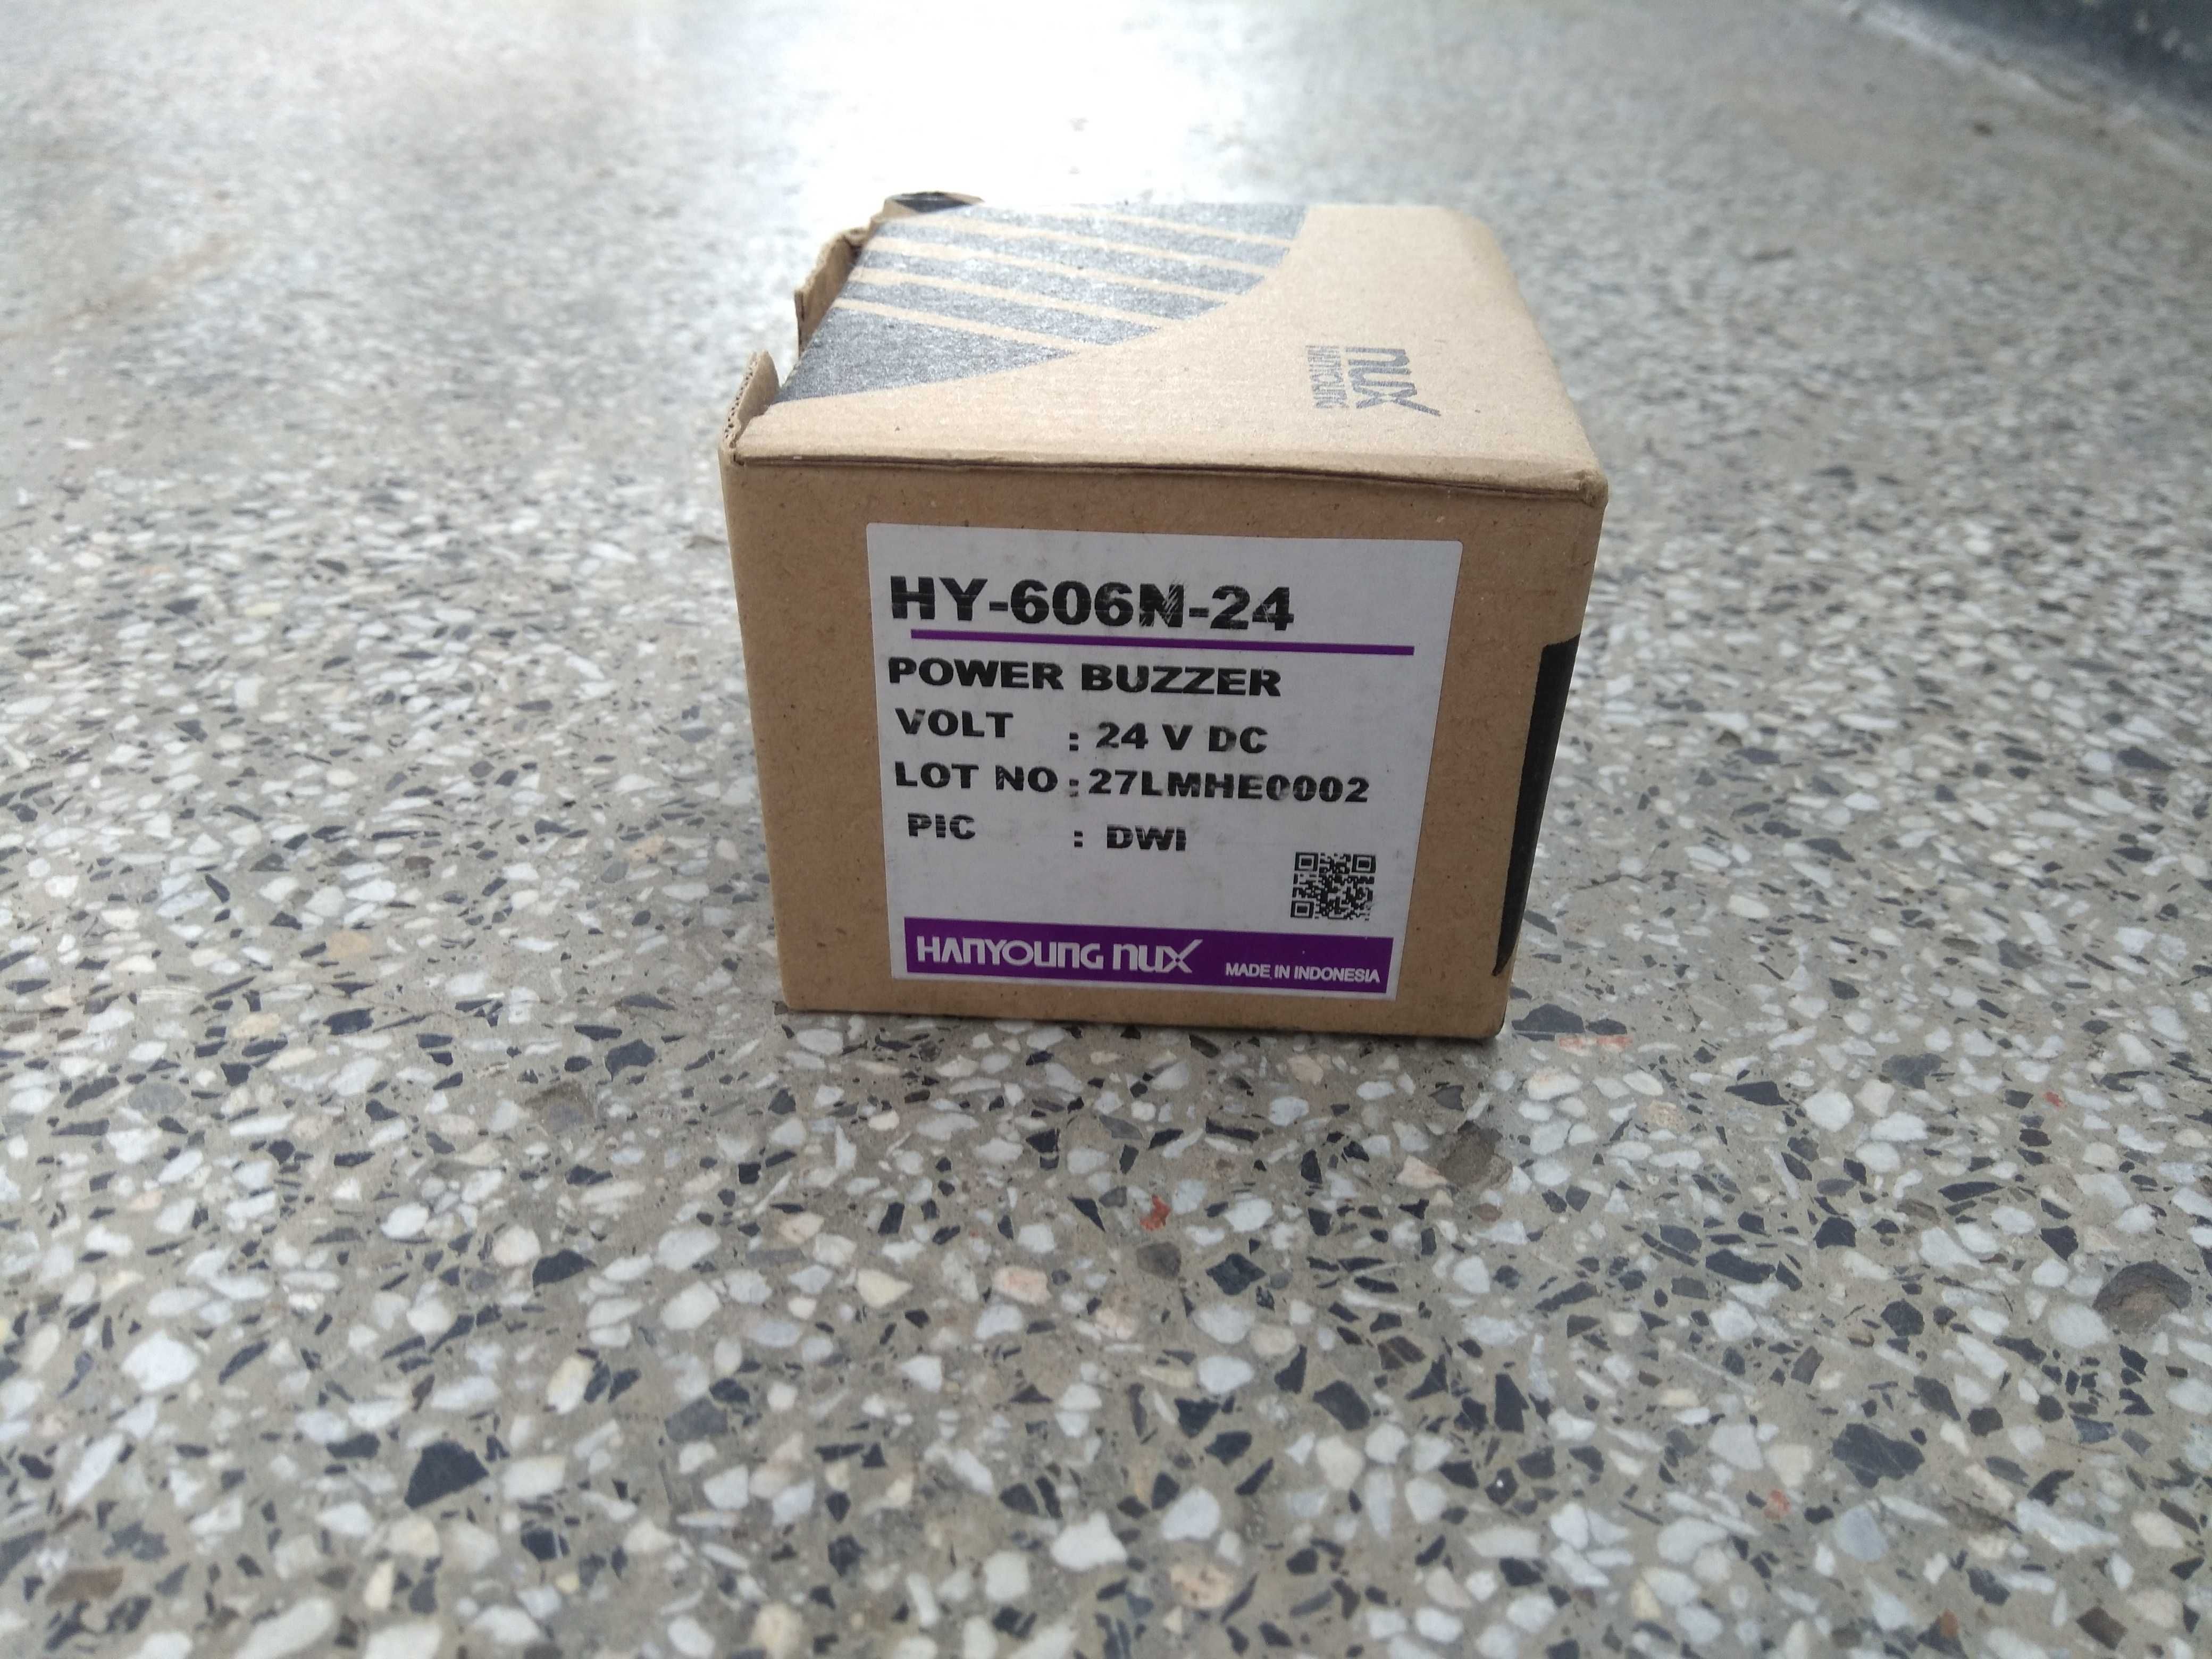 nux
HANYOUNG
HY-606N-24
POWER BUZZER
VOLT : 24 V DC
LOT NO : 27LMHE0002
PIC : DWI
HANYOUNG nux MADE IN INDONESIA